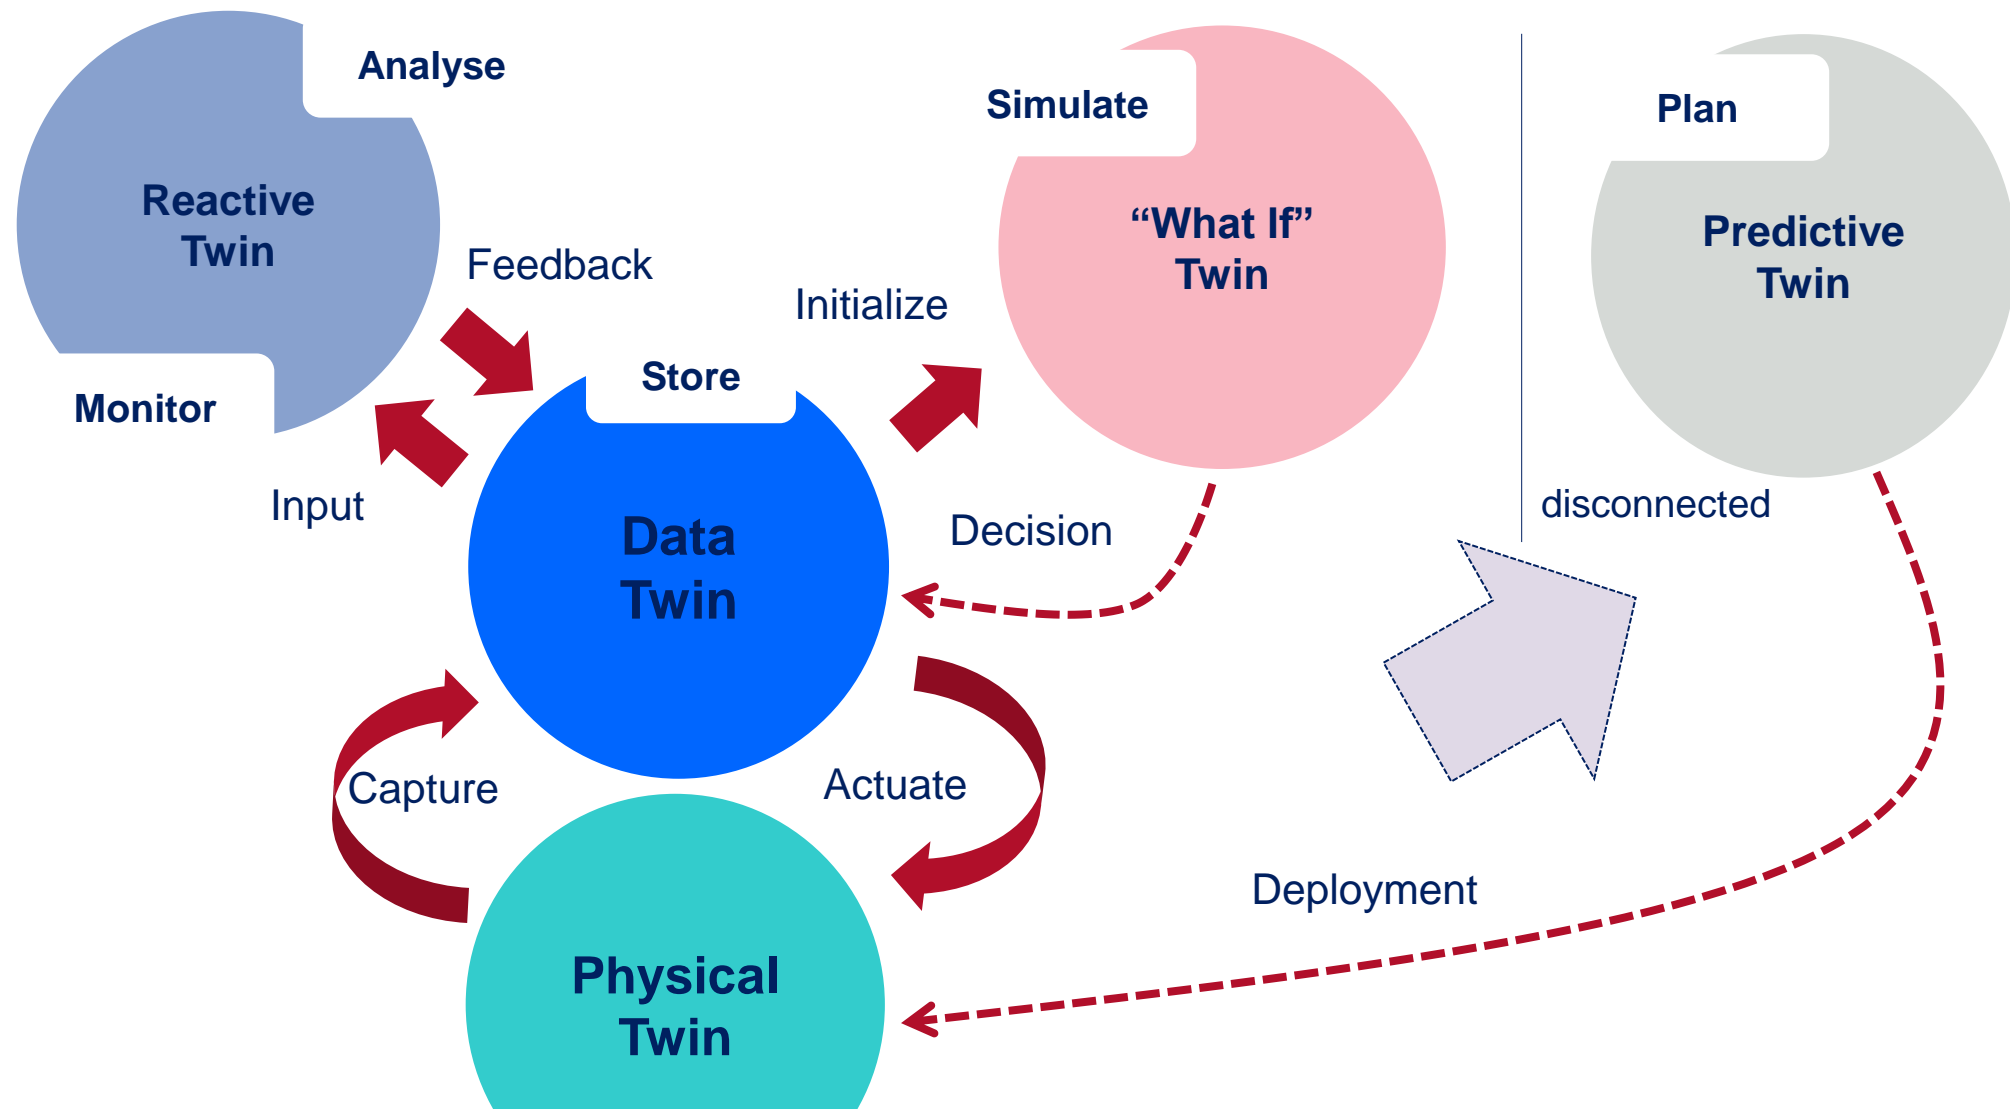 Analyse
Reactive
Twin
Monitor
Feedback
Input
Store
Data
Twin
Initialize
Simulate
“What If”
Twin
Decision
Plan
Predictive
Twin
disconnected
Capture
Actuate
Physical
Twin
Deployment